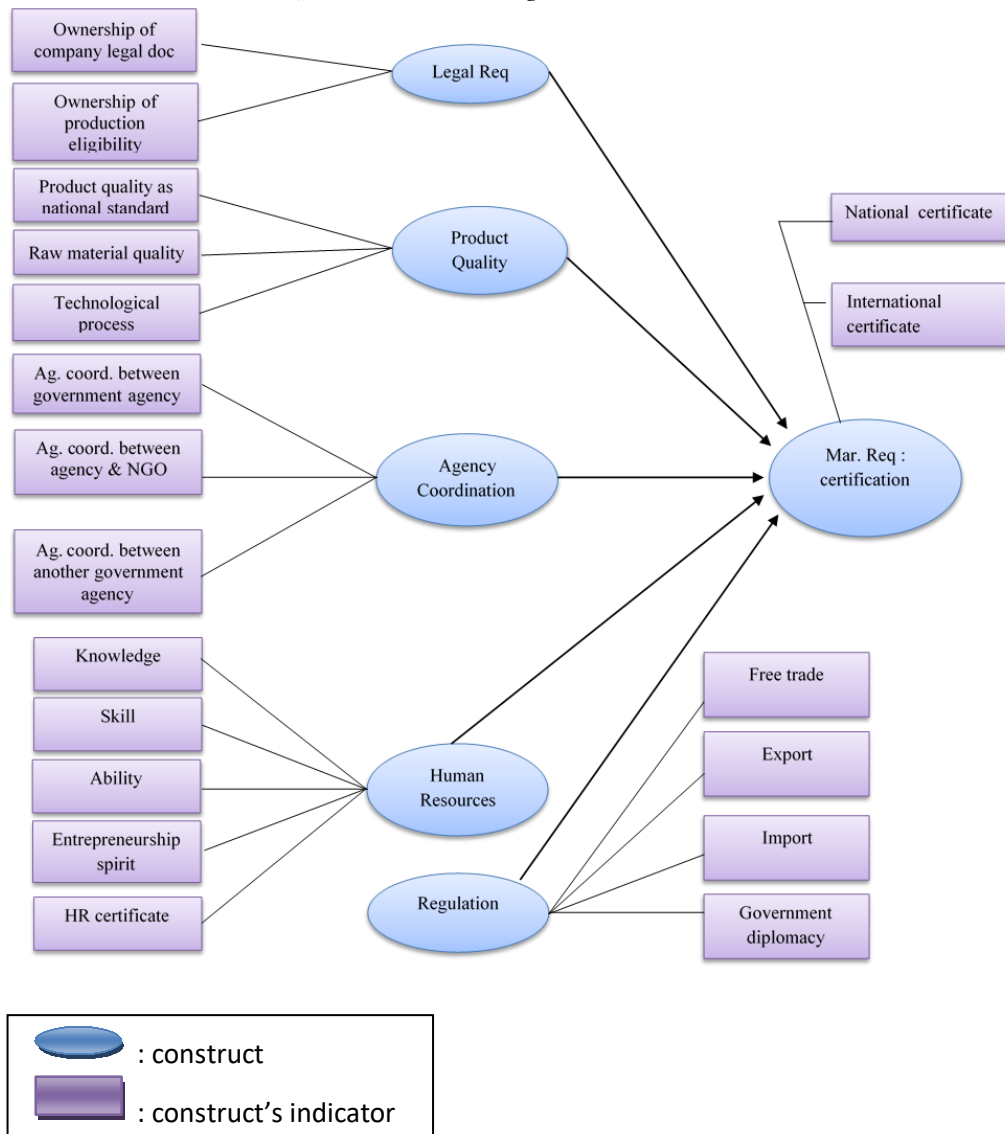 Ownership of
company legal doc
Legal Req
Ownership of
production
eligibility
Product quality as
national standard
National certificate
Product
Quality
Raw material quality
International
certificate
Technological
process
Ag. coord. between
government agency
Ag. coord. between
agency & NGO
Agency
Coordination
Mar. Req :
certification
Ag. coord. between
another government
agency
Knowledge
Free trade
Skill
Export
Ability
Human
Resources
Entrepreneurship
spirit
Import
HR certificate
Regulation
Government
diplomacy
: construct
: construct’s indicator